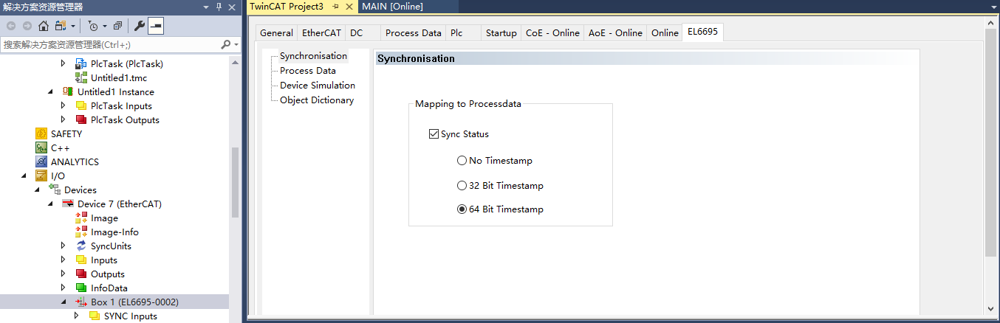 解决方案资源管理器
搜索解决方案资源管理器(Ctrl+;)
PlcTask (PlcTask)
Untitled1.tmc
Untitled1 Instance
PlcTask Inputs
PlcTask Outputs
SAFETY
C++
ANALYTICS
I/O
Devices
Device 7 (EtherCAT)
Image
Image-Info
SyncUnits
Inputs
Outputs
InfoData
Box 1 (EL6695-0002)
SYNC Inputs
TwinCAT Project3 MAIN [Online]
General EtherCAT DC Process Data Plc Startup CoE - Online AoE - Online Online EL6695
Synchronisation
Process Data
Device Simulation
Object Dictionary
Synchronisation
Mapping to Processdata
Sync Status
No Timestamp
32 Bit Timestamp
64 Bit Timestamp